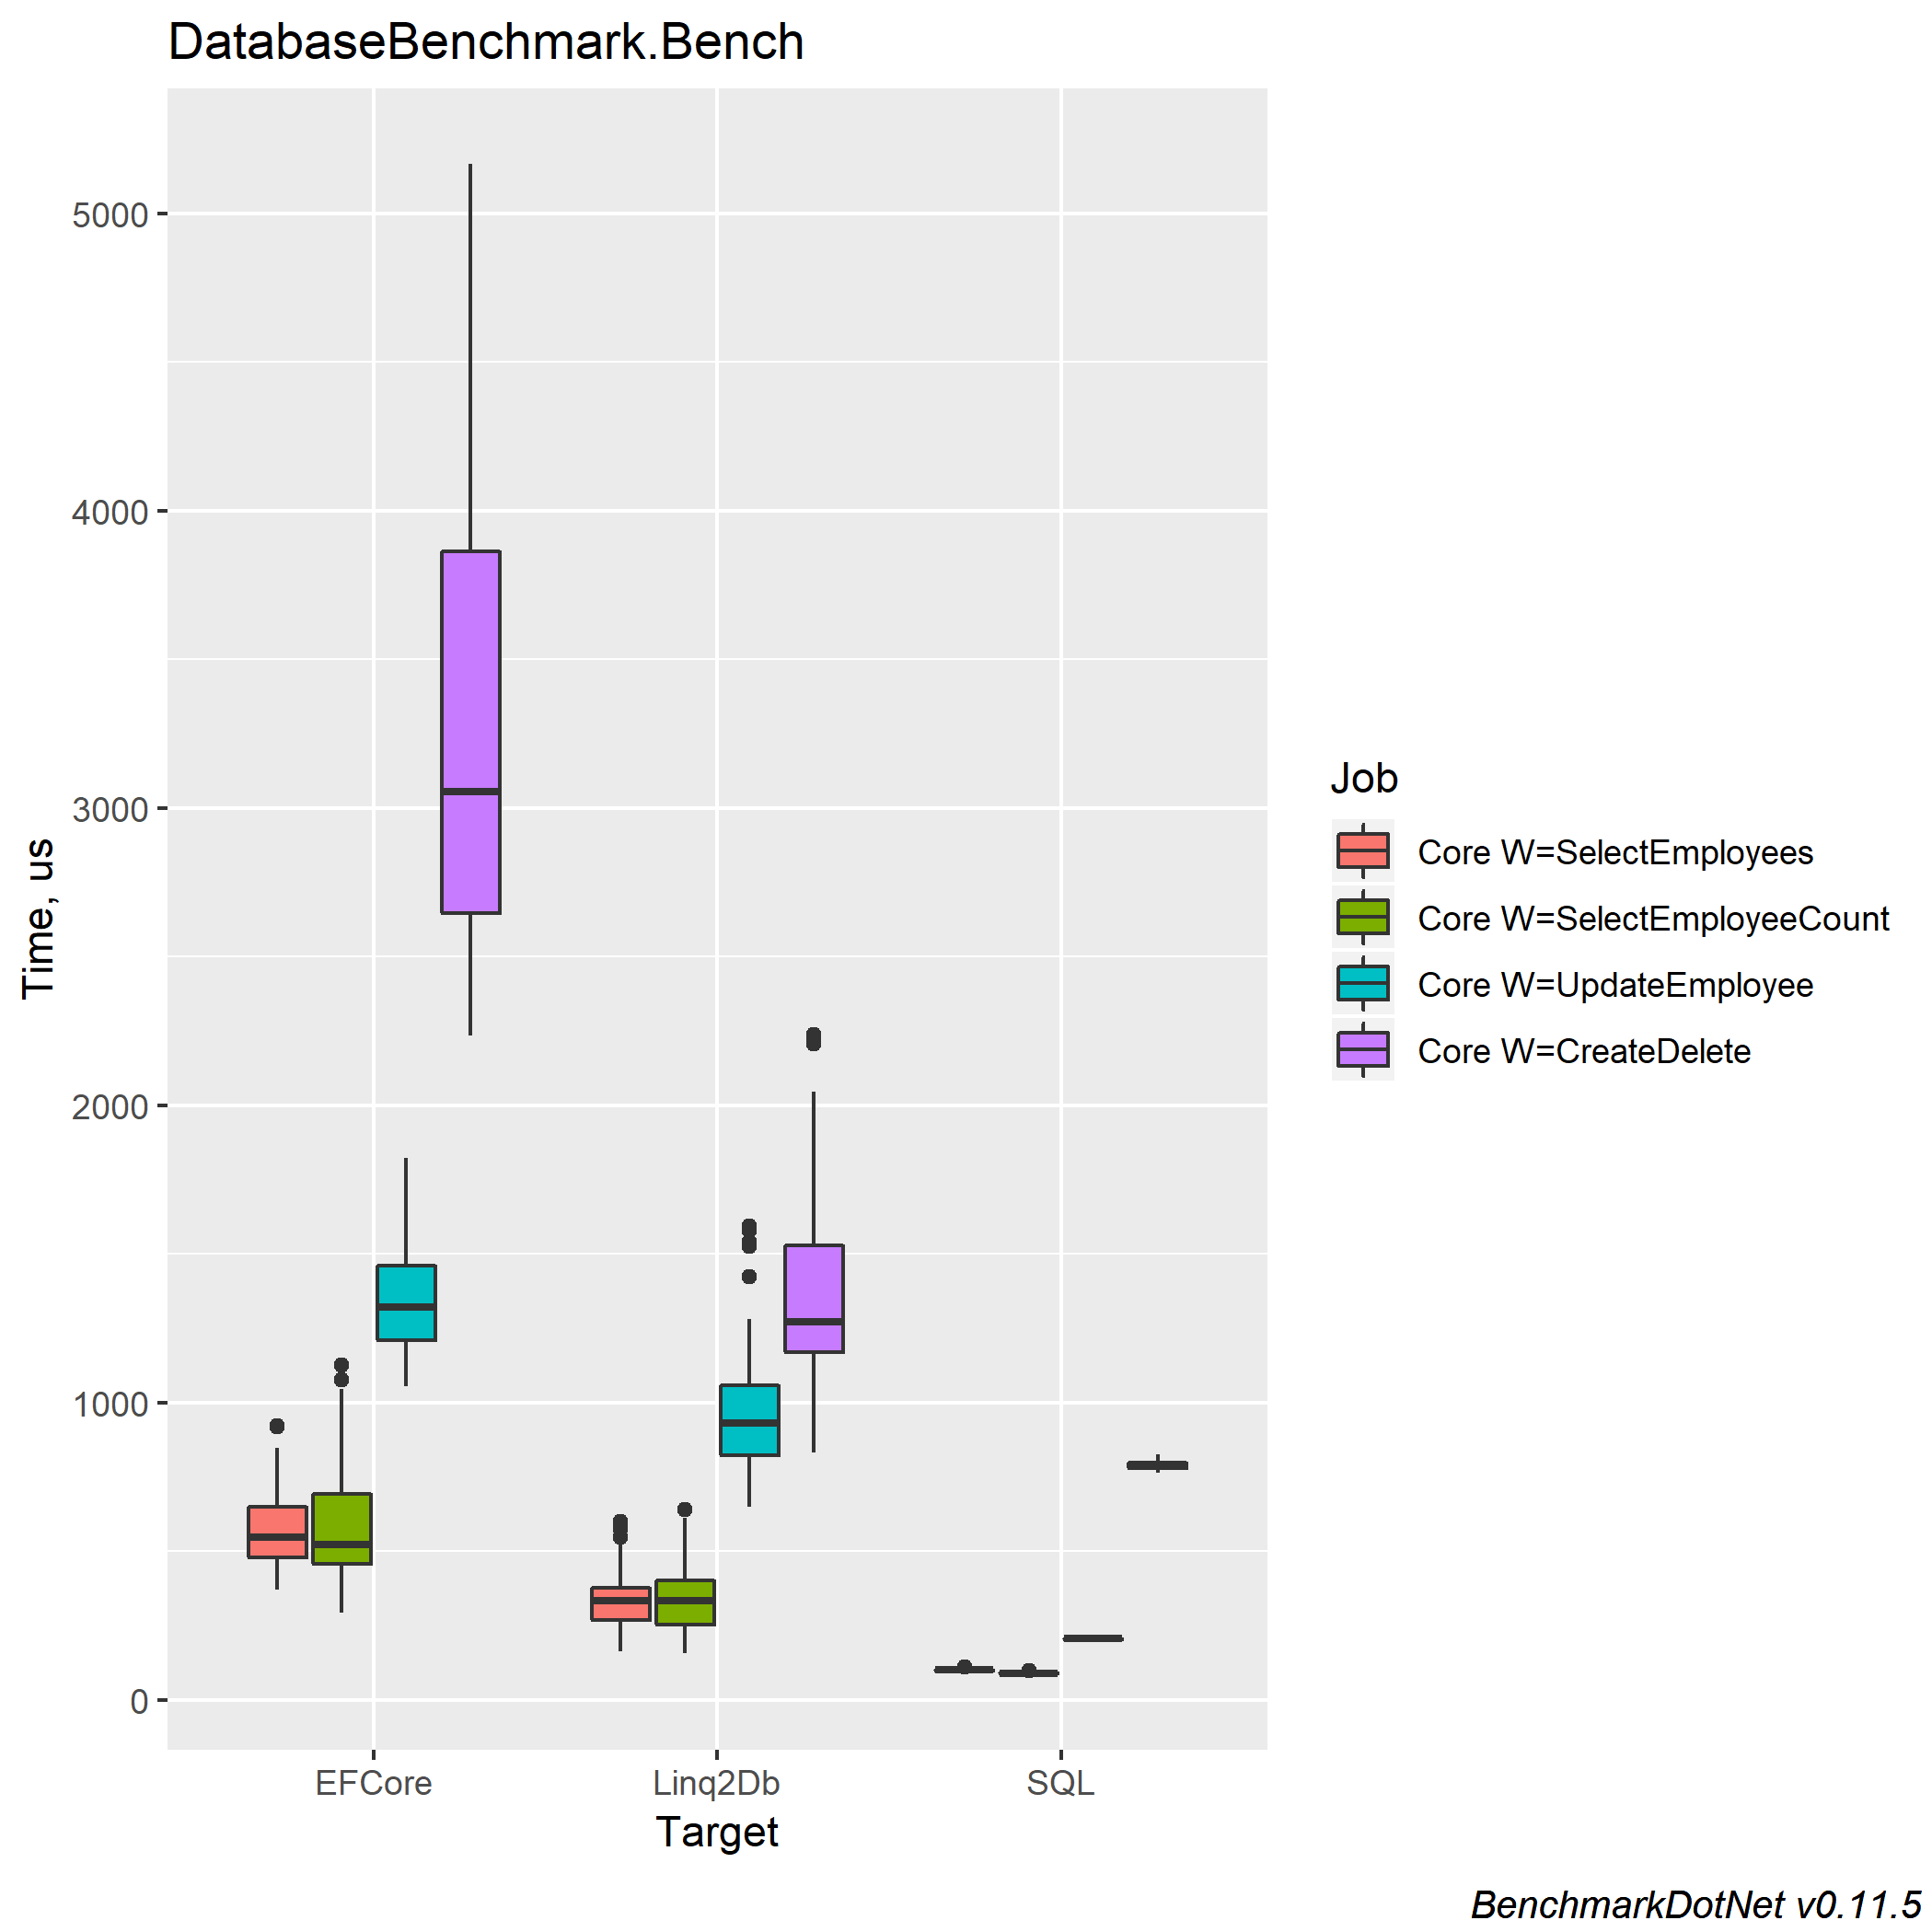 DatabaseBenchmark.Bench
Time, us
5000
4000
3000
2000
1000
0
EFCore
Linq2Db
SQL
Target
Job
Core W=SelectEmployees
Core W=SelectEmployeeCount
Core W=UpdateEmployee
Core W=CreateDelete
BenchmarkDotNet v0.11.5